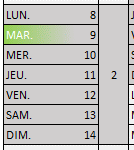 LUN. 8
MAR. 9
MER. 10
JEU. 11 2
VEN. 12
SAM. 13
DIM. 14